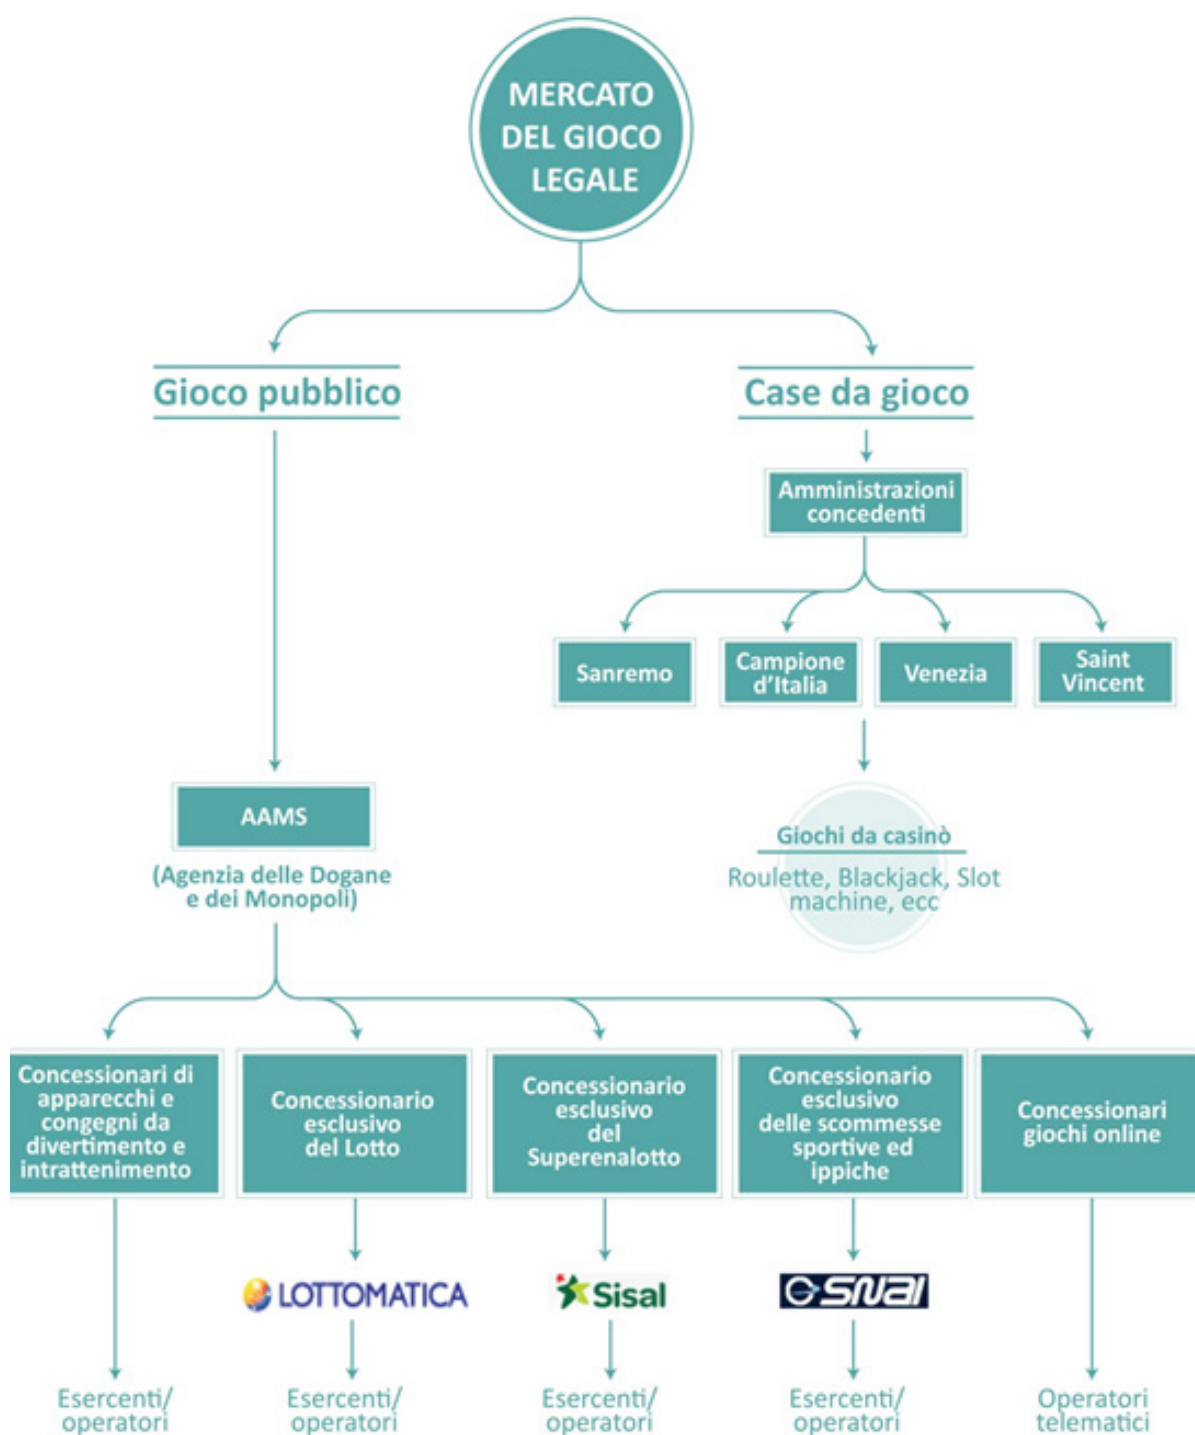 MERCATO
DEL GIOCO
LEGALE
Gioco pubblico
Case da gioco
Amministrazioni
concedenti
Sanremo
Campione
d'Italia
Venezia
Saint
Vincent
AAMS
(Agenzia delle Dogane
e dei Monopoli)
Giochi da casinò
Roulette, Blackjack, Slot
machine, ecc
Concessionari di
apparecchi e
congegni da
divertimento e
intrattenimento
Concessionario
esclusivo
del Lotto
Concessionario
esclusivo
del
Superenalotto
Concessionario
esclusivo
delle scommesse
sportive ed
ippiche
Concessionari
giochi online
LOTTOMATICA
Sisal
SNAI
Esercenti/
operatori
Esercenti/
operatori
Esercenti/
operatori
Esercenti/
operatori
Operatori
telematici